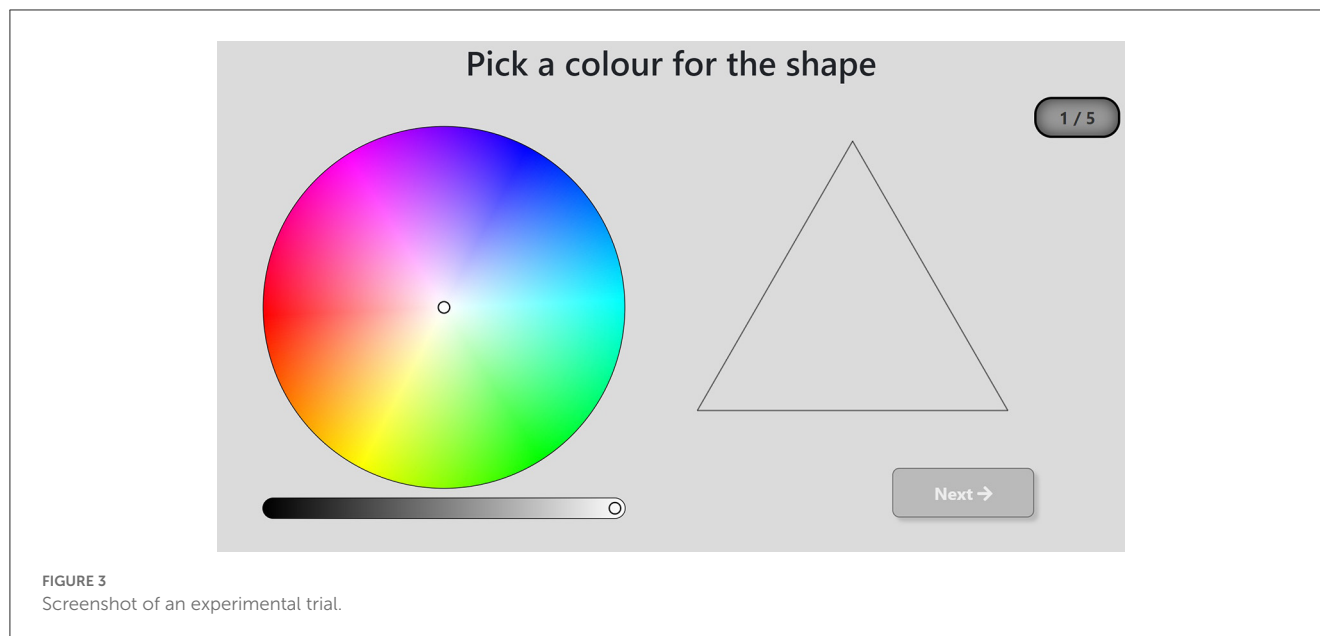 Pick a colour for the shape
1 / 5
Next →
FIGURE 3
Screenshot of an experimental trial.